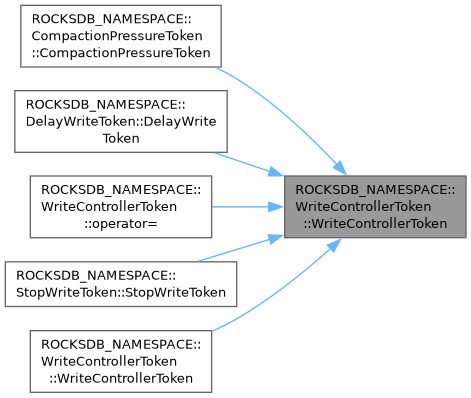 ROCKSDB_NAMESPACE::
CompactionPressureToken
::CompactionPressureToken
ROCKSDB_NAMESPACE::
DelayWriteToken::DelayWrite
Token
ROCKSDB_NAMESPACE::
WriteControllerToken
::operator=
ROCKSDB_NAMESPACE::
StopWriteToken::StopWriteToken
ROCKSDB_NAMESPACE::
WriteControllerToken
::WriteControllerToken
ROCKSDB_NAMESPACE::
WriteControllerToken
::WriteControllerToken